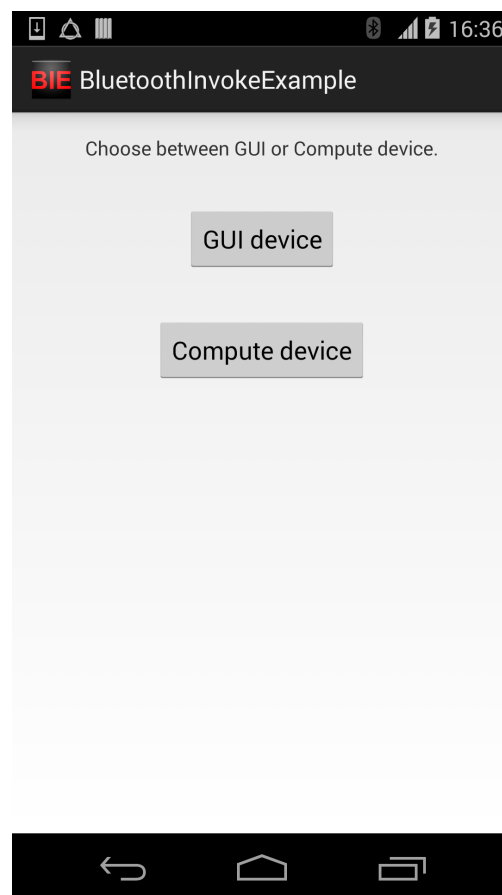 16:36
BIE BluetoothInvokeExample
Choose between GUI or Compute device.
GUI device
Compute device